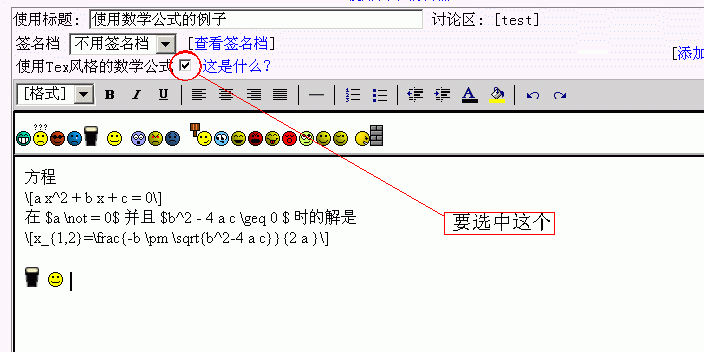 使用标题: 使用数学公式的例子 讨论区: [test]
签名档 不用签名档 [查看签名档]
[添加
使用Tex风格的数学公式 这是什么?
[格式] B I U A
???
方程
\[a x^2 + b x + c = 0\]
在 $a \not = 0$ 并且 $b^2 - 4 a c \geq 0 $ 时的解是
\[x_{1,2}=\frac{-b \pm \sqrt{b^2-4 a c}}{2 a }\]
要选中这个